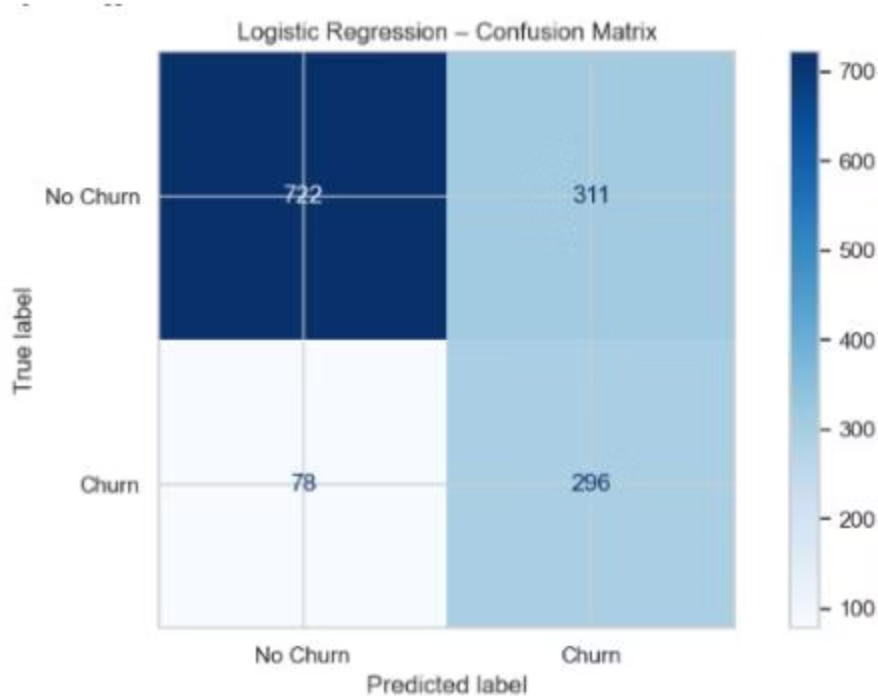 Logistic Regression – Confusion Matrix
700
600
No Churn
722
311
500
True label
400
300
Churn
78
296
200
100
No Churn
Churn
Predicted label